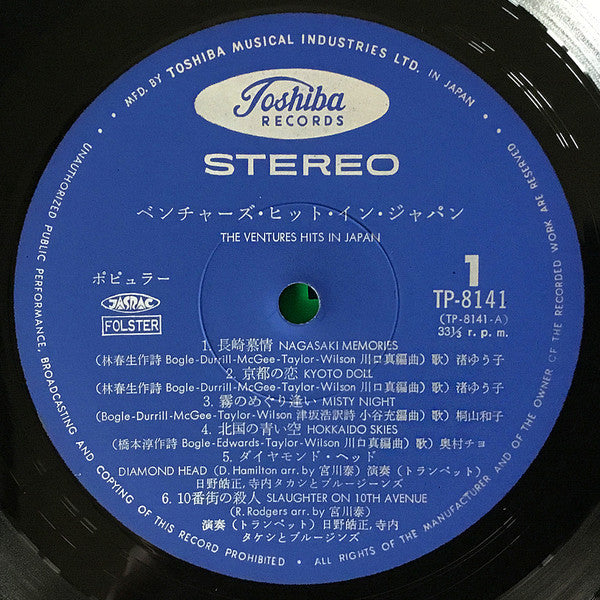 MFD. BY TOSHIBA MUSICAL INDUSTRIES LTD. IN JAPAN
Toshiba
RECORDS
STEREO
ベンチャーズ・ヒット・イン・ジャパン
THE VENTURES HITS IN JAPAN
ポピュラー
JASRAC
FOLSTER
1
TP-8141
(TP-8141-A)
33⅓ r. p. m.
1. 長崎慕情 NAGASAKI MEMORIES
(林春生作詩 Bogle-Durrill-McGee-Taylor-Wilson 川口真編曲) 歌) 渚ゆう子
2. 京都の恋 KYOTO DOLL
(林春生作詩 Bogle-Durrill-McGee-Taylor-Wilson 川口真編曲) 歌) 渚ゆう子
3. 霧のめぐり逢い MISTY NIGHT
(Bogle-Durrill-McGee-Taylor-Wilson 津坂浩訳詩 小谷充編曲) 歌) 桐山和子
4. 北国の青い空 HOKKAIDO SKIES
(橋本淳作詩 Bogle-Edwards-Taylor-Wilson 川口真編曲) 歌) 奥村チヨ
5. ダイヤモンド・ヘッド
DIAMOND HEAD (D. Hamilton arr. by 宮川泰) 演奏 (トランペット)
日野皓正, 寺内タカシとブルージーンズ
6. 10番街の殺人 SLAUGHTER ON 10TH AVENUE
(R. Rodgers arr. by 宮川泰)
演奏 (トランペット) 日野皓正, 寺内
タケシとブルージンズ
UNAUTHORIZED PUBLIC PERFORMANCE, BROADCASTING AND COPYING OF THIS RECORD PROHIBITED • ALL RIGHTS OF THE MANUFACTURER AND OF THE OWNER OF THE RECORDED WORK ARE RESERVED